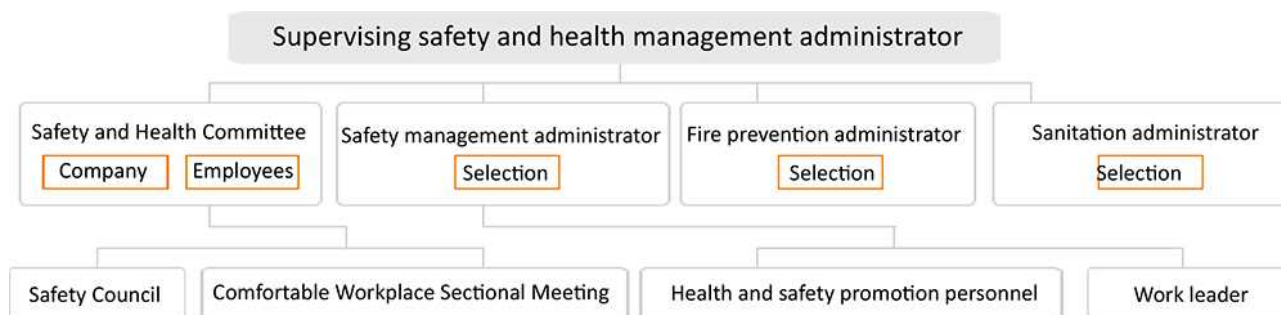 Supervising safety and health management administrator
Safety and Health Committee
Company
Employees
Safety management administrator
Selection
Fire prevention administrator
Selection
Sanitation administrator
Selection
Safety Council
Comfortable Workplace Sectional Meeting
Health and safety promotion personnel
Work leader